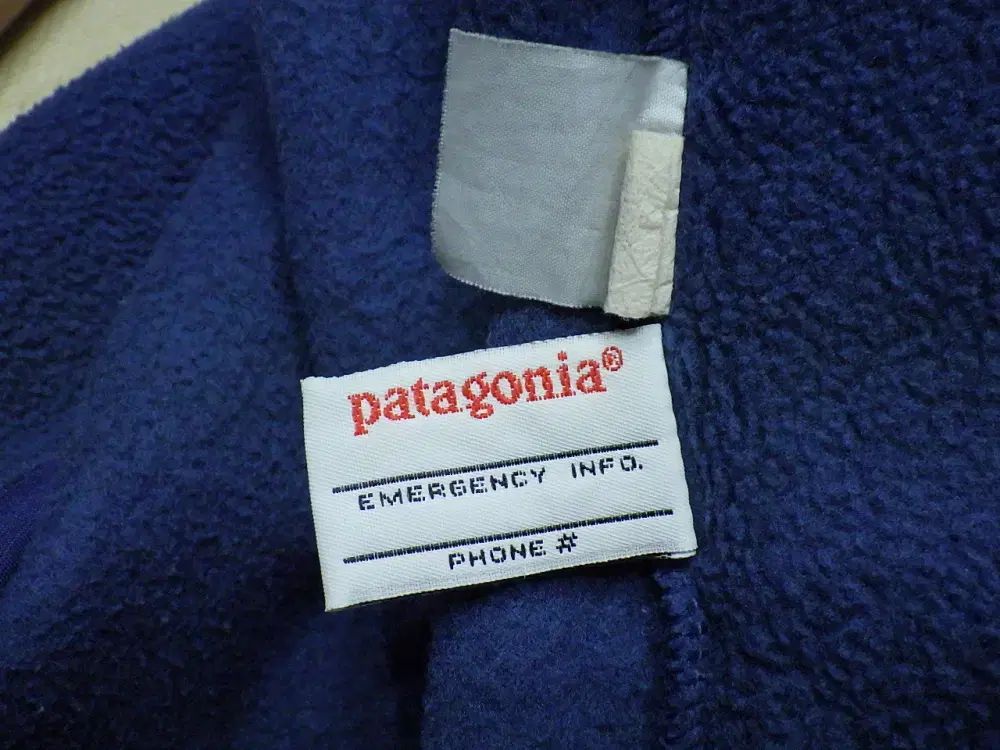 patagonia®
EMERGENCY INFO.
PHONE #